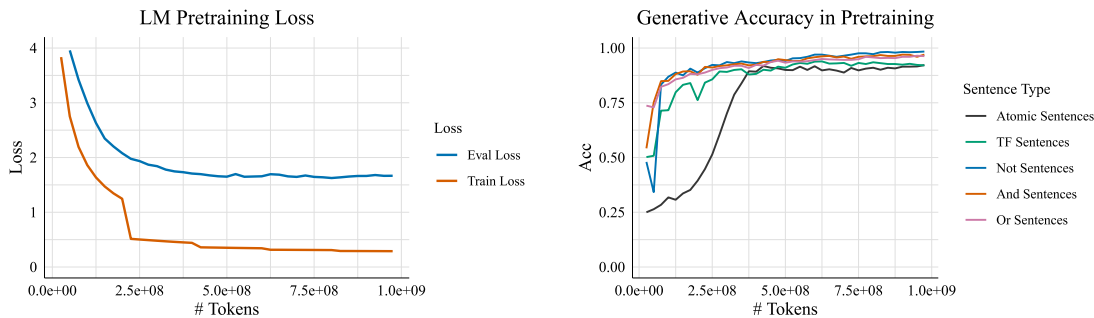 LM Pretraining Loss
4
3
2
1
0
Loss
0.0e+00
2.5e+08
5.0e+08
7.5e+08
1.0e+09
# Tokens
Loss
Eval Loss
Train Loss
Generative Accuracy in Pretraining
1.00
0.75
0.50
0.25
0.00
Acc
0.0e+00
2.5e+08
5.0e+08
7.5e+08
1.0e+09
# Tokens
Sentence Type
Atomic Sentences
TF Sentences
Not Sentences
And Sentences
Or Sentences